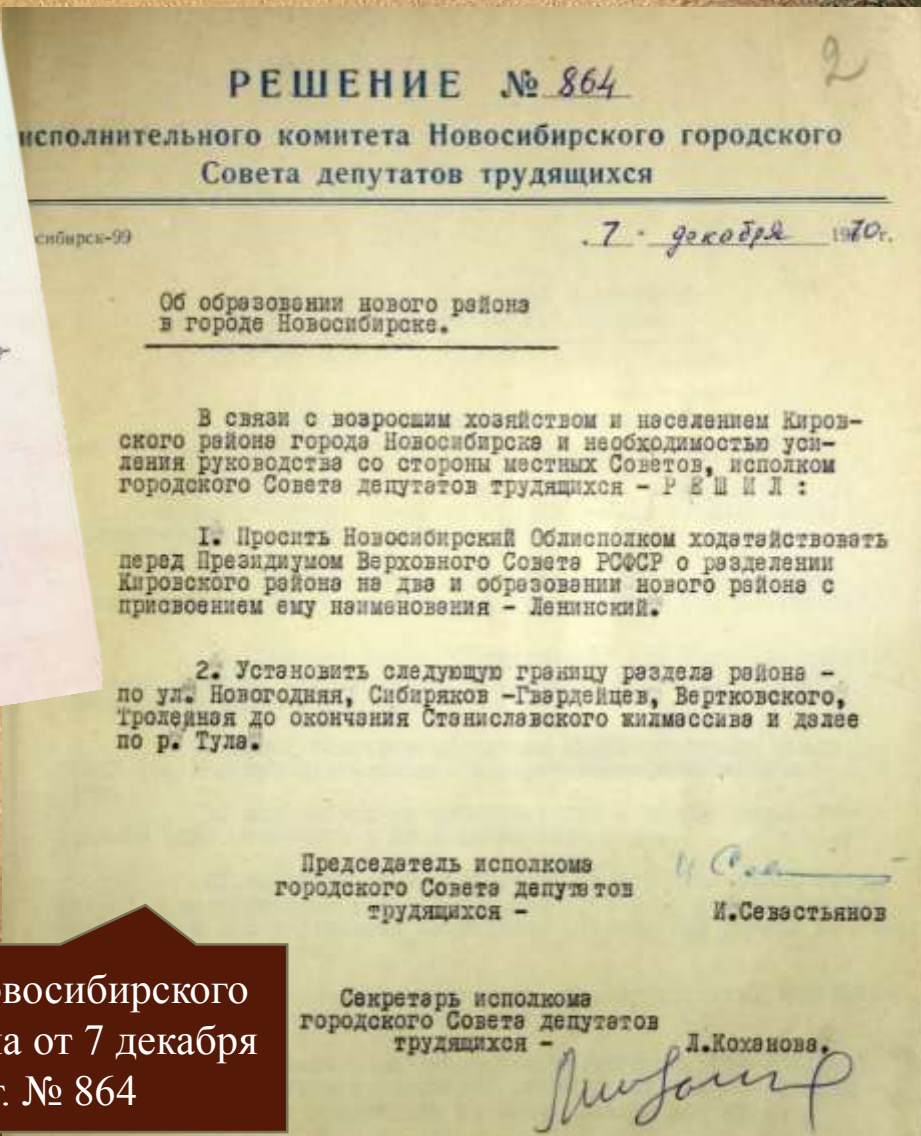 2
РЕШЕНИЕ № 864
исполнительного комитета Новосибирского городского
Совета депутатов трудящихся
сибирск-99
. 7 . декабря 1970г.
Об образовании нового района
в городе Новосибирске.
В связи с возросшим хозяйством и населением Киров-
ского района города Новосибирска и необходимостью уси-
ления руководства со стороны местных Советов, исполком
городского Совета депутатов трудящихся – Р Е Ш И Л :
I. Просить Новосибирский Облисполком ходатайствовать
перед Президиумом Верховного Совета РСФСР о разделении
Кировского района на два и образовании нового района с
присвоением ему наименования – Ленинский.
2. Установить следующую границу раздела района –
по ул. Новогодняя, Сибиряков –Гвардейцев, Вертковского,
Тролейная до окончания Станиславского жилмассива и далее
по р. Тула.
Председатель исполкома
городского Совета депутатов
трудящихся –
И.Севастьянов
Секретарь исполкома
городского Совета депутатов
трудящихся –
Л.Коханова.
овосибирского
а от 7 декабря
г. № 864